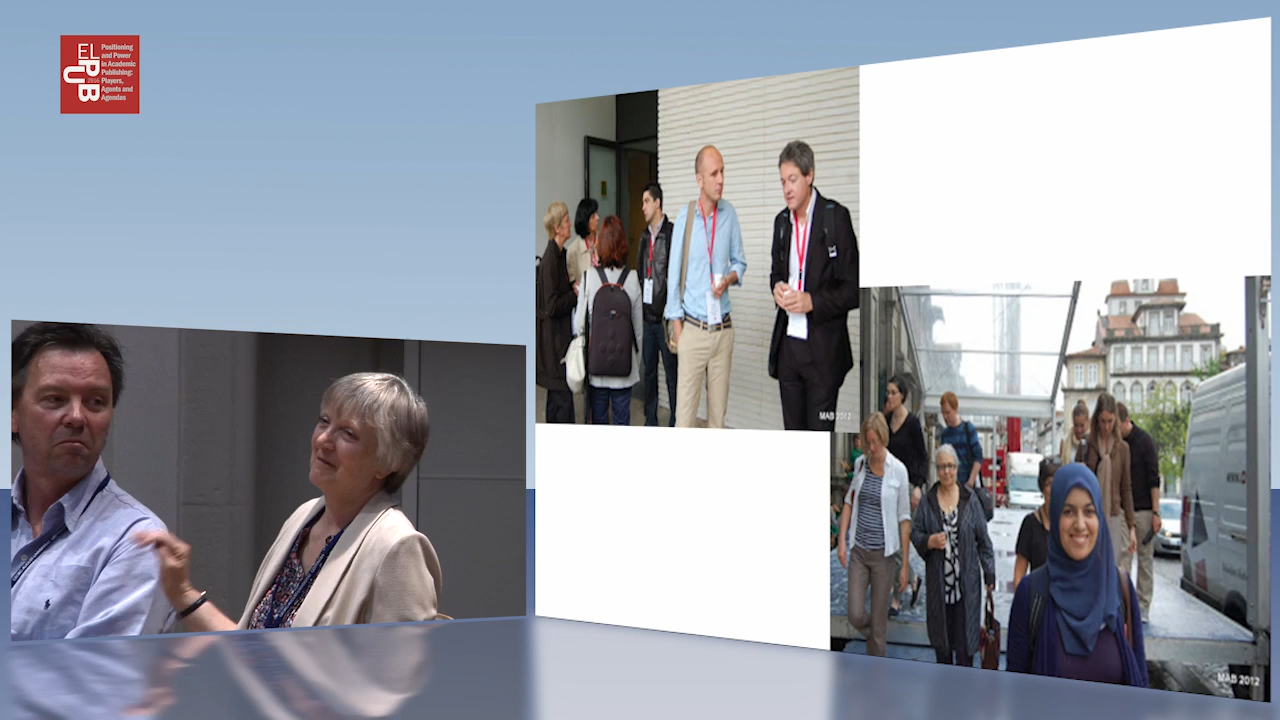 EL
PUB
2016
Positioning
and Power
in Academic
Publishing:
Players,
Agents and
Agendas
MAB 2012
MAB 2012